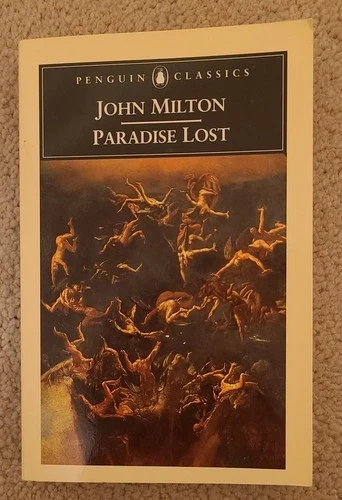 PENGUIN CLASSICS
JOHN MILTON
PARADISE LOST